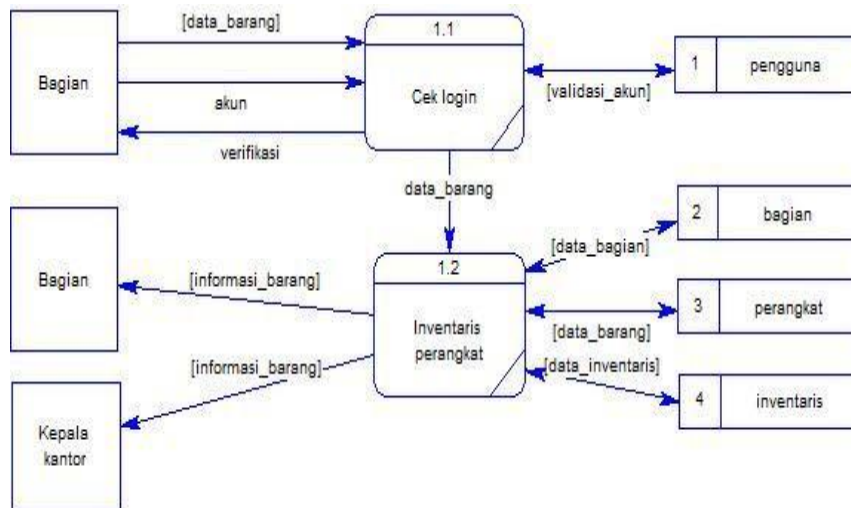 [data_barang]
1.1
Bagian
akun
verifikasi
Cek login
[validasi_akun]
1
pengguna
data_barang
2
bagian
[data_bagian]
Bagian
[informasi_barang]
1.2
Inventaris
perangkat
3
perangkat
[data_barang]
[data_inventaris]
[informasi_barang]
4
inventaris
Kepala
kantor